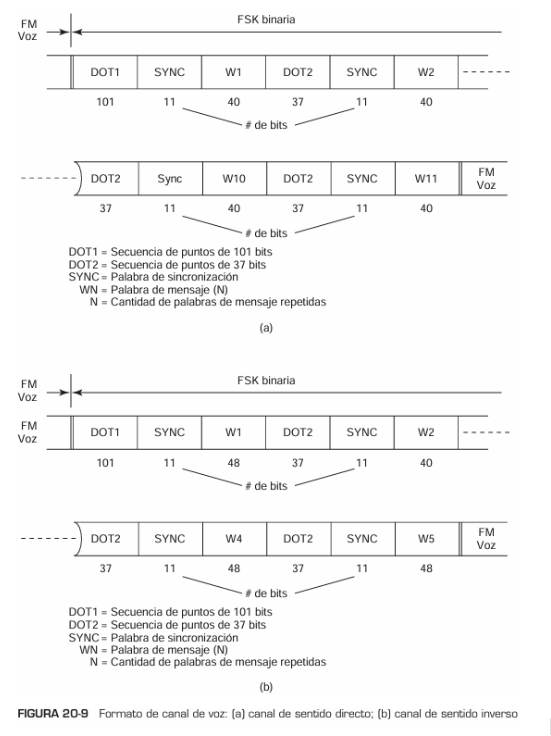 FM
Voz
FSK binaria
DOT1 SYNC W1 DOT2 SYNC W2
101 11 40 37 11 40
# de bits
DOT2 Sync W10 DOT2 SYNC W11 FM
Voz
37 11 40 37 11 40
# de bits
DOT1 = Secuencia de puntos de 101 bits
DOT2 = Secuencia de puntos de 37 bits
SYNC = Palabra de sincronización
WN = Palabra de mensaje (N)
N = Cantidad de palabras de mensaje repetidas
(a)
FM
Voz
FSK binaria
FM
Voz
DOT1 SYNC W1 DOT2 SYNC W2
101 11 48 37 11 40
# de bits
DOT2 SYNC W4 DOT2 SYNC W5 FM
Voz
37 11 48 37 11 48
# de bits
DOT1 = Secuencia de puntos de 101 bits
DOT2 = Secuencia de puntos de 37 bits
SYNC = Palabra de sincronización
WN = Palabra de mensaje (N)
N = Cantidad de palabras de mensaje repetidas
(b)
FIGURA 20-9 Formato de canal de voz: (a) canal de sentido directo; (b) canal de sentido inverso